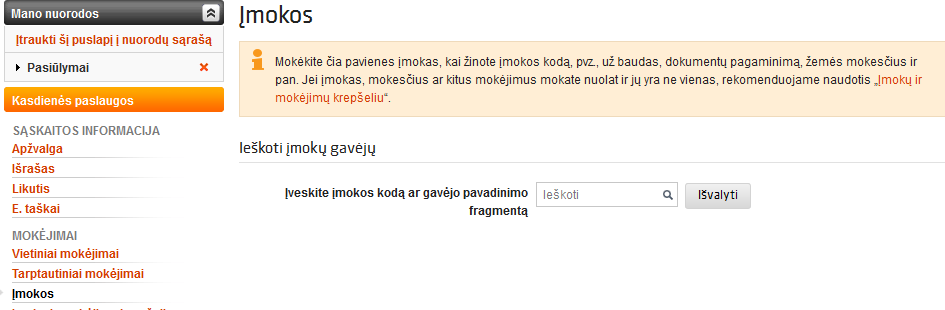 Mano nuorodos
Įtraukti šį puslapį į nuorodų sąrašą
Pasiūlymai
Kasdienės paslaugos
SĄSKAITOS INFORMACIJA
Apžvalga
Išrašas
Likutis
E. taškai
MOKĖJIMAI
Vietiniai mokėjimai
Tarptautiniai mokėjimai
Įmokos
Įmokos
Mokėkite čia pavienes įmokas, kai žinote įmokos kodą, pvz., už baudas, dokumentų pagaminimą, žemės mokesčius ir
pan. Jei įmokas, mokesčius ar kitus mokėjimus mokate nuolat ir jų yra ne vienas, rekomenduojame naudotis „Įmokų ir
mokėjimų krepšeliu“.
Ieškoti įmokų gavėjų
Įveskite įmokos kodą ar gavėjo pavadinimo
fragmentą
Ieškoti
Išvalyti